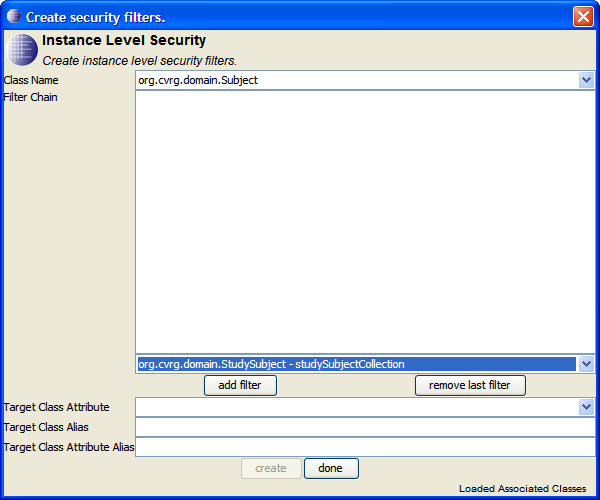 Create security filters.
Instance Level Security
Create instance level security filters.
Class Name org.cvrg.domain.Subject
Filter Chain
org.cvrg.domain.StudySubject - studySubjectCollection
add filter remove last filter
Target Class Attribute
Target Class Alias
Target Class Attribute Alias
create done
Loaded Associated Classes